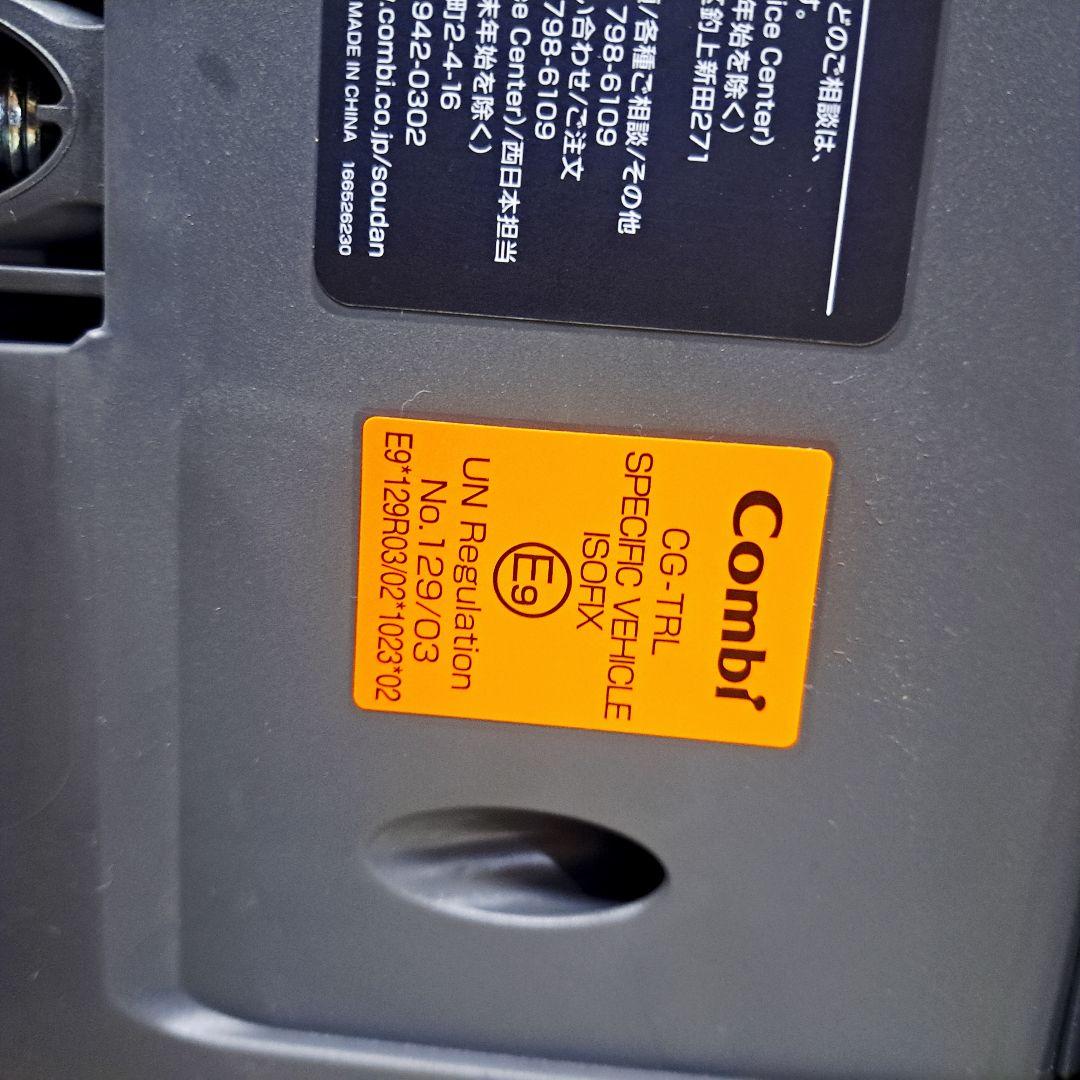 どのご相談は、
す。
ice Center)
年始を除く)
釣上新田271
/各種ご相談/その他
798-6109
い合わせ/ご注文
798-6109
e Center)/西日本担当
末年始を除く)
町2-4-16
942-0302
.combi.co.jp/soudan
MADE IN CHINA 166526230
Combi
CG-TRL
SPECIFIC VEHICLE
ISOFIX
E9
UN Regulation
No.129/03
E9*129R03/02*1023*02